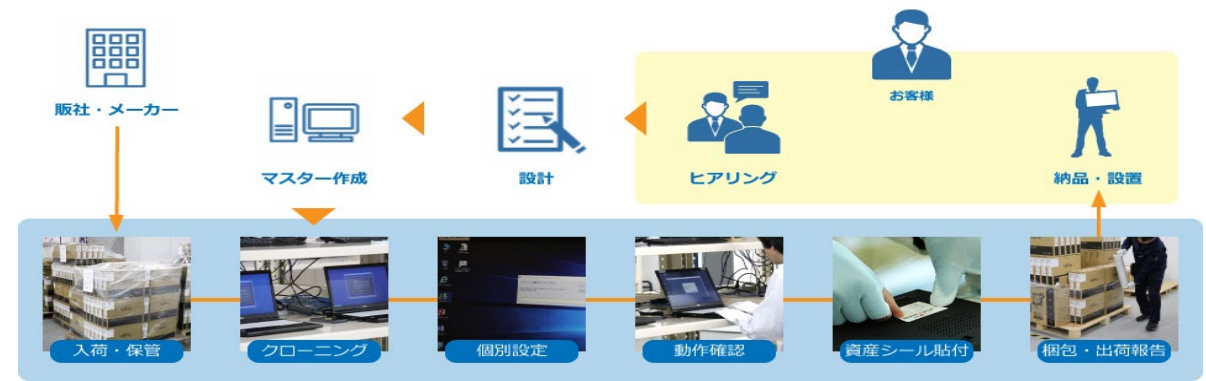 お客様
販社・メーカー
マスター作成
設計
ヒアリング
納品・設置
入荷・保管
クローニング
個別設定
動作確認
資産シール貼付
梱包・出荷報告